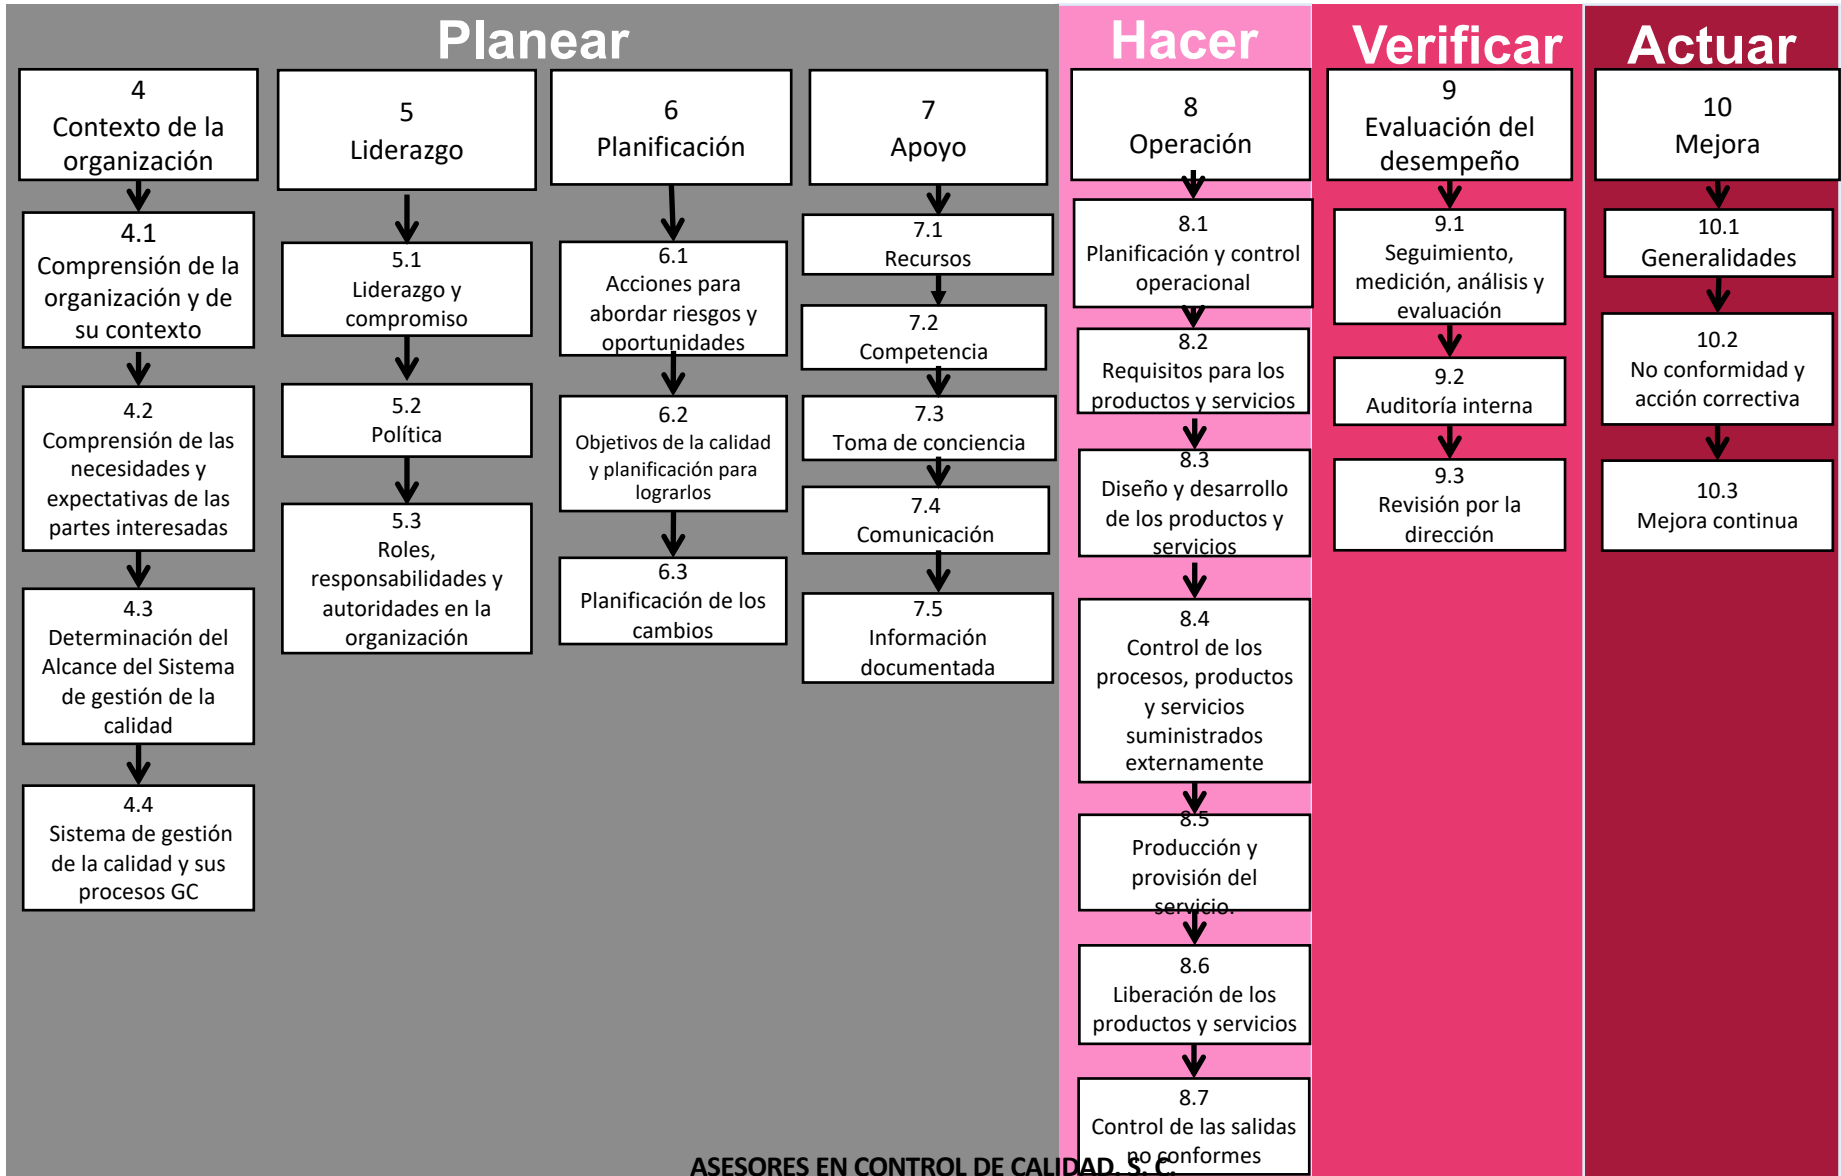 Planear
Hacer
Verificar
Actuar
4
Contexto de la
organización
4.1
Comprensión de la
organización y de
su contexto
4.2
Comprensión de las
necesidades y
expectativas de las
partes interesadas
4.3
Determinación del
Alcance del Sistema
de gestión de la
calidad
4.4
Sistema de gestión
de la calidad y sus
procesos GC
5
Liderazgo
5.1
Liderazgo y
compromiso
5.2
Política
5.3
Roles,
responsabilidades y
autoridades en la
organización
6
Planificación
6.1
Acciones para
abordar riesgos y
oportunidades
6.2
Objetivos de la calidad
y planificación para
lograrlos
6.3
Planificación de los
cambios
7
Apoyo
7.1
Recursos
7.2
Competencia
7.3
Toma de conciencia
7.4
Comunicación
7.5
Información
documentada
8
Operación
8.1
Planificación y control
operacional
8.2
Requisitos para los
productos y servicios
8.3
Diseño y desarrollo
de los productos y
servicios
8.4
Control de los
procesos, productos
y servicios
suministrados
externamente
8.5
Producción y
provisión del
servicio.
8.6
Liberación de los
productos y servicios
8.7
Control de las salidas
no conformes
9
Evaluación del
desempeño
9.1
Seguimiento,
medición, análisis y
evaluación
9.2
Auditoría interna
9.3
Revisión por la
dirección
10
Mejora
10.1
Generalidades
10.2
No conformidad y
acción correctiva
10.3
Mejora continua
ASESORES EN CONTROL DE CALIDAD, S. C.